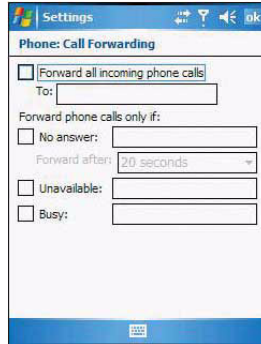 Settings ok
Phone: Call Forwarding
Forward all incoming phone calls
To:
Forward phone calls only if:
No answer:
Forward after: 20 seconds
Unavailable:
Busy: